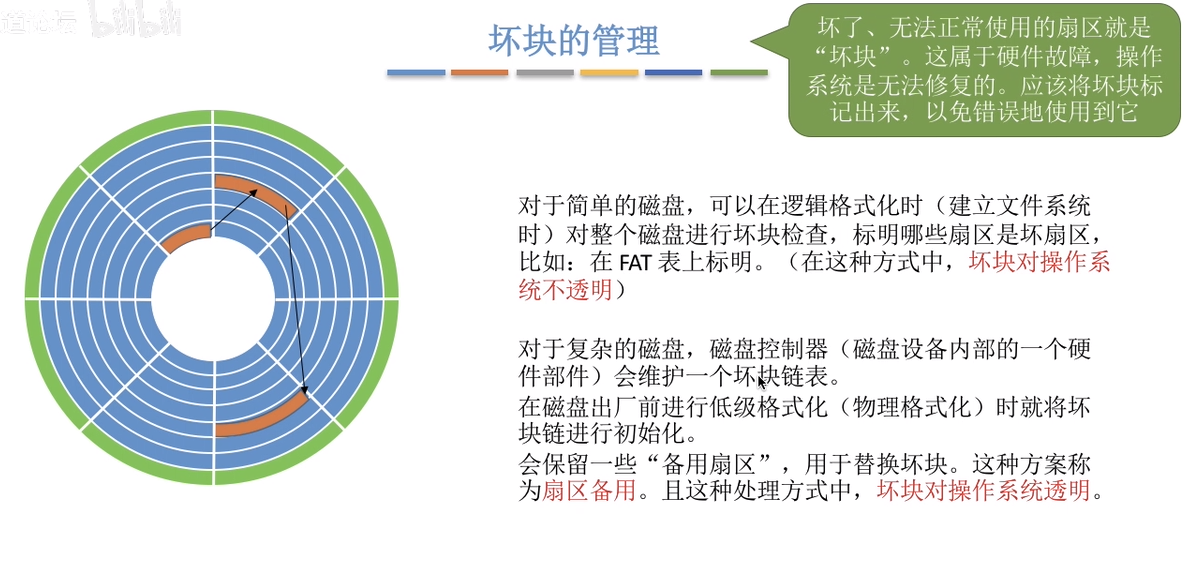 道论坛 bilibili
坏块的管理
坏了、无法正常使用的扇区就是
“坏块”。这属于硬件故障，操作
系统是无法修复的。应该将坏块标
记出来，以免错误地使用到它
对于简单的磁盘，可以在逻辑格式化时（建立文件系统
时）对整个磁盘进行坏块检查，标明哪些扇区是坏扇区，
比如：在 FAT 表上标明。（在这种方式中，坏块对操作系
统不透明）
对于复杂的磁盘，磁盘控制器（磁盘设备内部的一个硬
件部件）会维护一个坏块链表。
在磁盘出厂前进行低级格式化（物理格式化）时就将坏
块链进行初始化。
会保留一些“备用扇区”，用于替换坏块。这种方案称
为扇区备用。且这种处理方式中，坏块对操作系统透明。